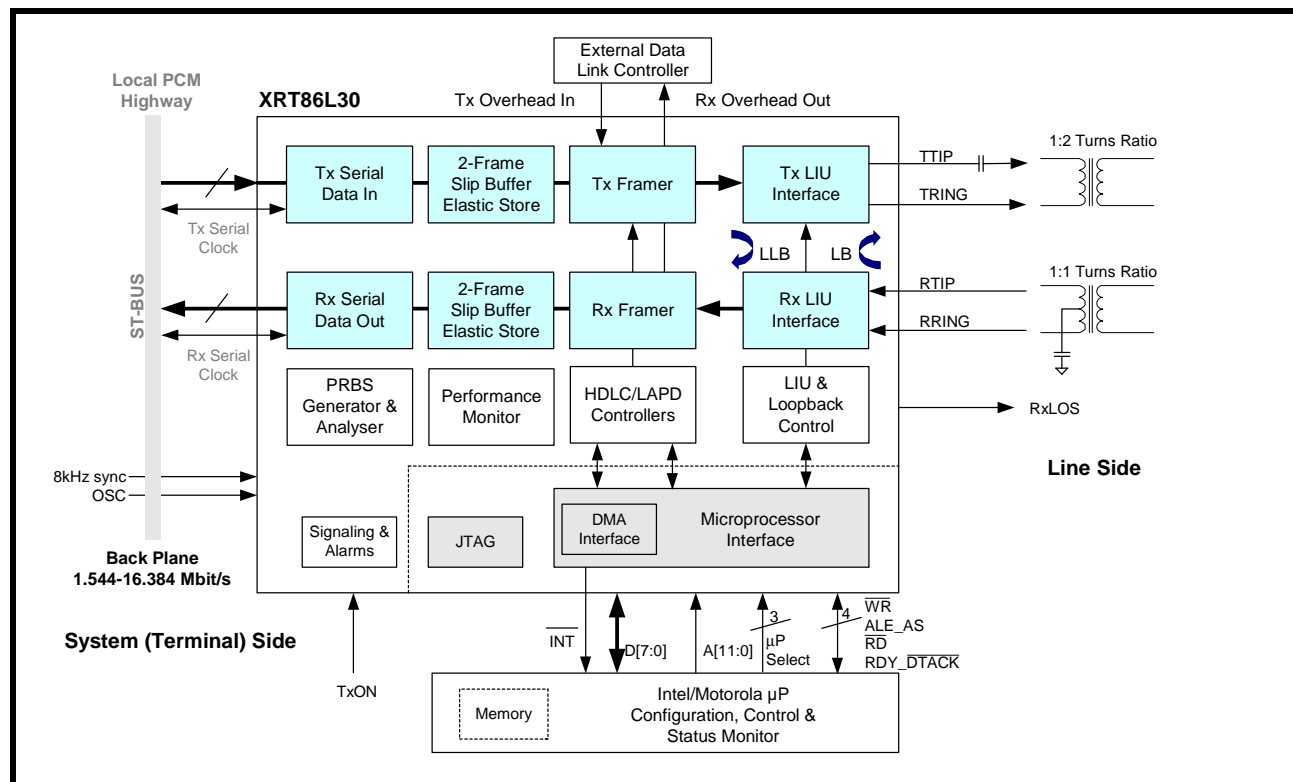 External Data
Link Controller
Local PCM
Highway
XRT86L30
Tx Overhead In
Rx Overhead Out
Tx Serial
Data In
2-Frame
Slip Buffer
Elastic Store
Tx Framer
Tx LIU
Interface
TTIP
TRING
1:2 Turns Ratio
Tx Serial
Clock
LLB
LB
ST-BUS
Rx Serial
Data Out
2-Frame
Slip Buffer
Elastic Store
Rx Framer
Rx LIU
Interface
RTIP
RRING
1:1 Turns Ratio
Rx Serial
Clock
PRBS
Generator &
Analyser
Performance
Monitor
HDLC/LAPD
Controllers
LIU &
Loopback
Control
RxLOS
Line Side
8kHz sync
OSC
Signaling &
Alarms
JTAG
DMA
Interface
Microprocessor
Interface
Back Plane
1.544-16.384 Mbit/s
System (Terminal) Side
TxON
INT
D[7:0]
A[11:0]
3
µP
Select
4
WR
ALE_AS
RD
RDY_DTACK
Memory
Intel/Motorola µP
Configuration, Control &
Status Monitor